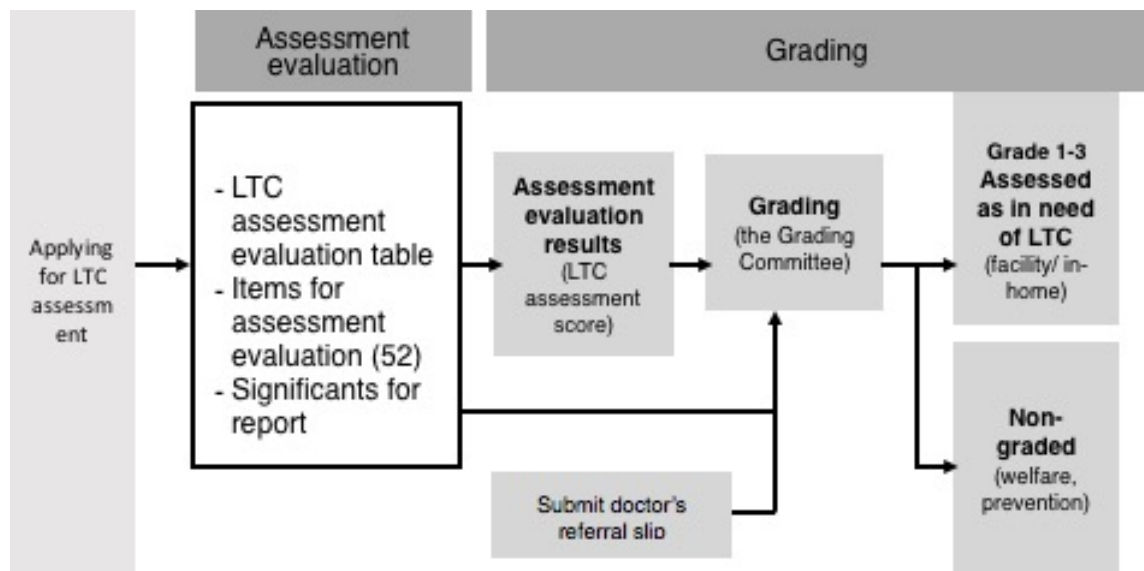 Assessment
evaluation
Grading
Applying
for LTC
assessm
ent
- LTC
assessment
evaluation table
- Items for
assessment
evaluation (52)
- Significants for
report
Assessment
evaluation
results
(LTC
assessment
score)
Grading
(the Grading
Committee)
Submit doctor's
referral slip
Grade 1-3
Assessed
as in need
of LTC
(facility/ in-
home)
Non-
graded
(welfare,
prevention)